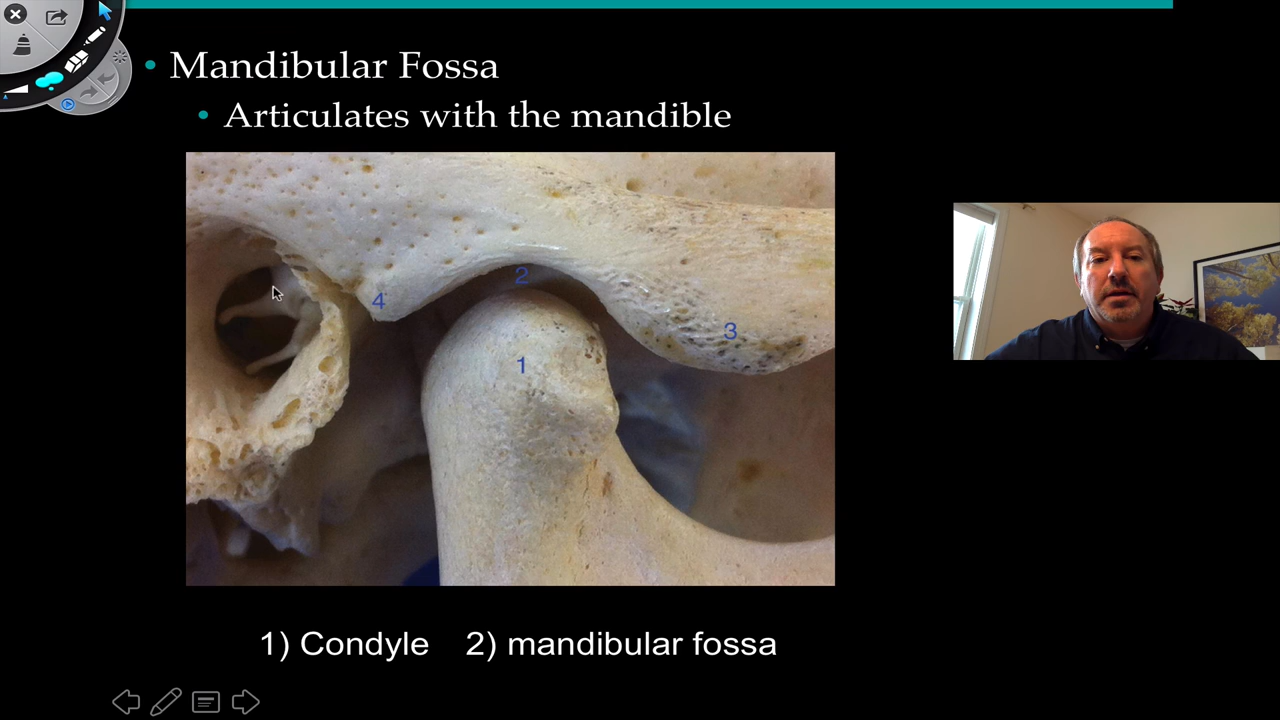 • Mandibular Fossa
• Articulates with the mandible
2
4
3
1
1) Condyle 2) mandibular fossa